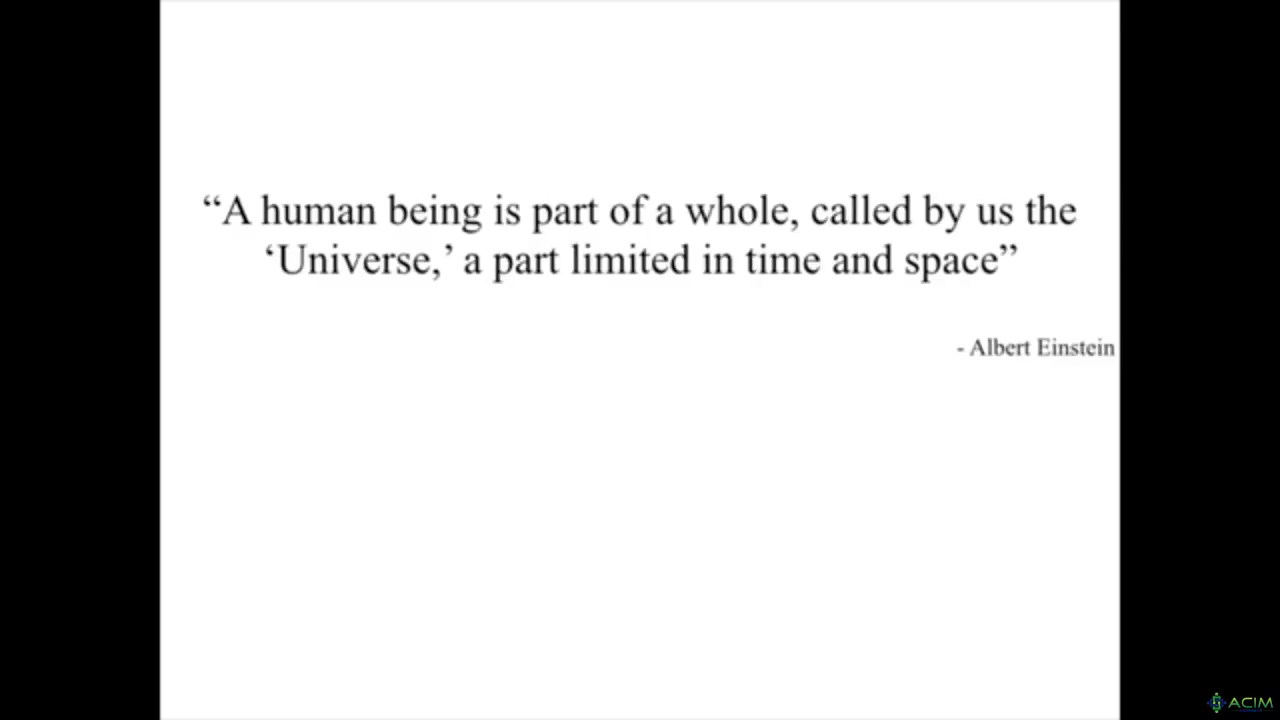 “A human being is part of a whole, called by us the
‘Universe,’ a part limited in time and space”
- Albert Einstein
ACIM